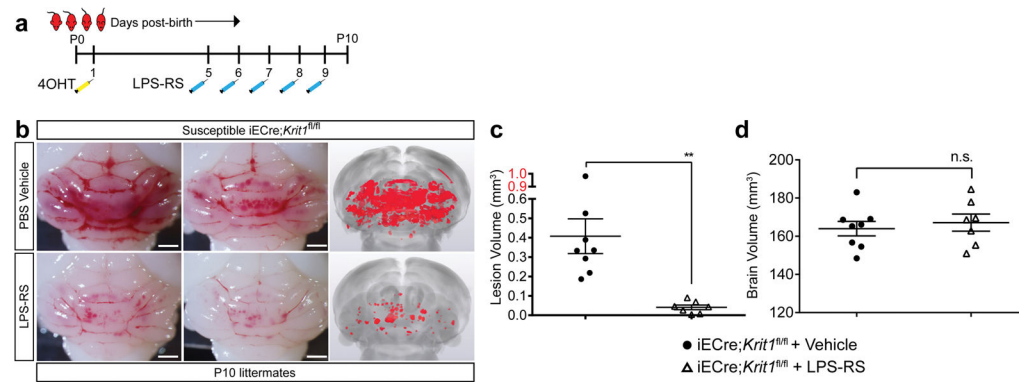 a
Days post-birth
P0
P10
1
5
6
7
8
9
4OHT
LPS-RS
b
Susceptible iECre;Krit1fl/fl
PBS Vehicle
LPS-RS
P10 littermates
c
**
Lesion Volume (mm³)
1.0
0.9
0.6
0.5
0.4
0.3
0.2
0.1
0.0
d
n.s.
Brain Volume (mm³)
200
180
160
140
120
iECre;Krit1fl/fl + Vehicle
iECre;Krit1fl/fl + LPS-RS